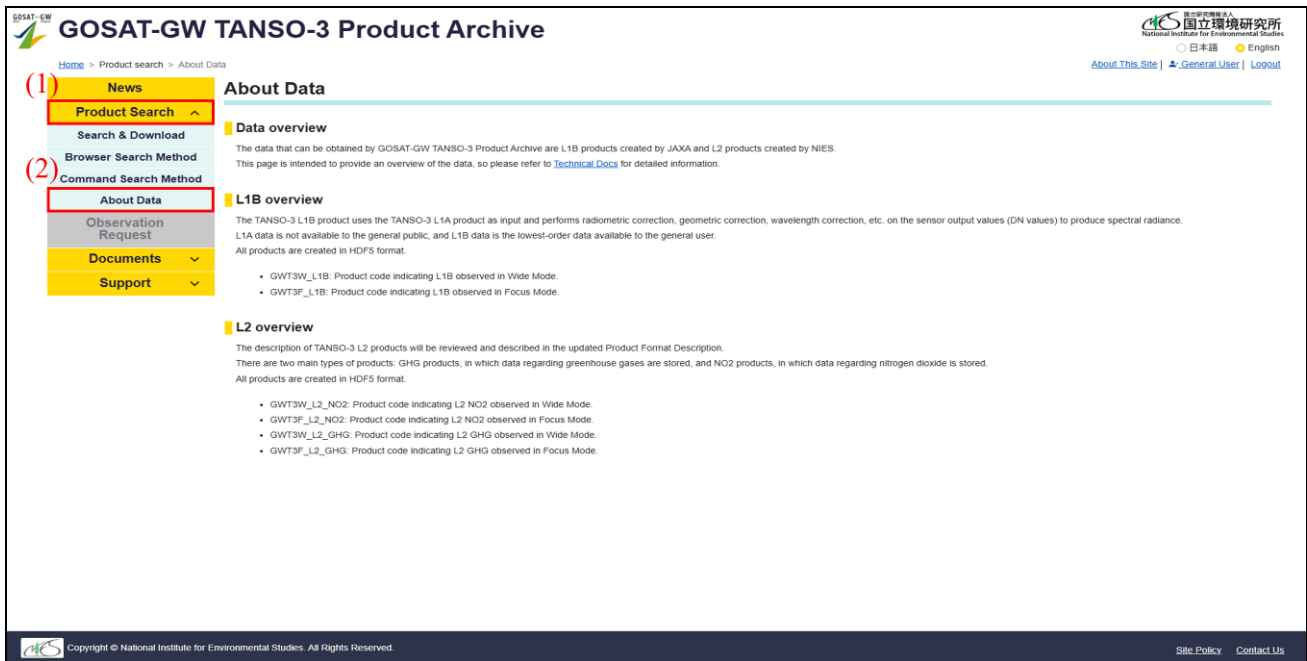 GOSAT-GW
GOSAT-GW TANSO-3 Product Archive
国立研究開発法人
国立環境研究所
National Institute for Environmental Studies
日本語 English
Home > Product search > About Data
About This Site | General User | Logout
(1)
News
Product Search
Search & Download
Browser Search Method
(2)
Command Search Method
About Data
Observation
Request
Documents
Support
About Data
Data overview
The data that can be obtained by GOSAT-GW TANSO-3 Product Archive are L1B products created by JAXA and L2 products created by NIES.
This page is intended to provide an overview of the data, so please refer to Technical Docs for detailed information.
L1B overview
The TANSO-3 L1B product uses the TANSO-3 L1A product as input and performs radiometric correction, geometric correction, wavelength correction, etc. on the sensor output values (DN values) to produce spectral radiance.
L1A data is not available to the general public, and L1B data is the lowest-order data available to the general user.
All products are created in HDF5 format.
• GWT3W_L1B: Product code indicating L1B observed in Wide Mode.
• GWT3F_L1B: Product code indicating L1B observed in Focus Mode.
L2 overview
The description of TANSO-3 L2 products will be reviewed and described in the updated Product Format Description.
There are two main types of products: GHG products, in which data regarding greenhouse gases are stored, and NO2 products, in which data regarding nitrogen dioxide is stored.
All products are created in HDF5 format.
• GWT3W_L2_NO2: Product code indicating L2 NO2 observed in Wide Mode.
• GWT3F_L2_NO2: Product code indicating L2 NO2 observed in Focus Mode.
• GWT3W_L2_GHG: Product code indicating L2 GHG observed in Wide Mode.
• GWT3F_L2_GHG: Product code indicating L2 GHG observed in Focus Mode.
Copyright © National Institute for Environmental Studies. All Rights Reserved.
Site Policy Contact Us